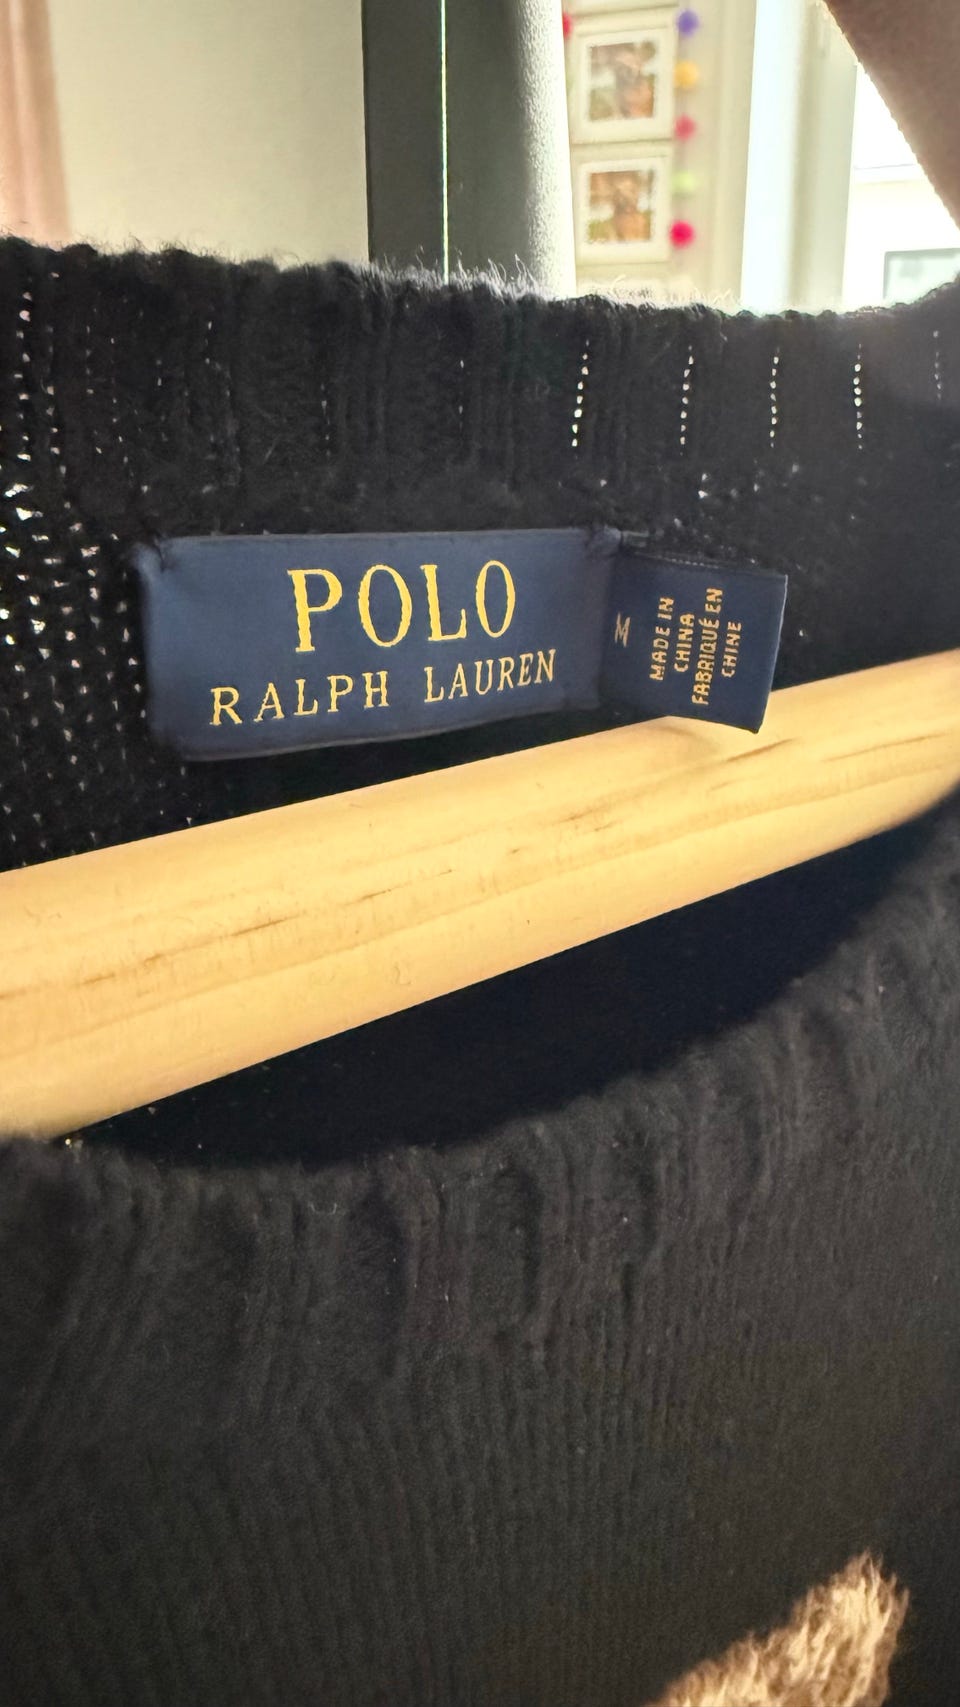 POLO
RALPH LAUREN
M
MADE IN
CHINA
FABRIQUÉ EN
CHINE